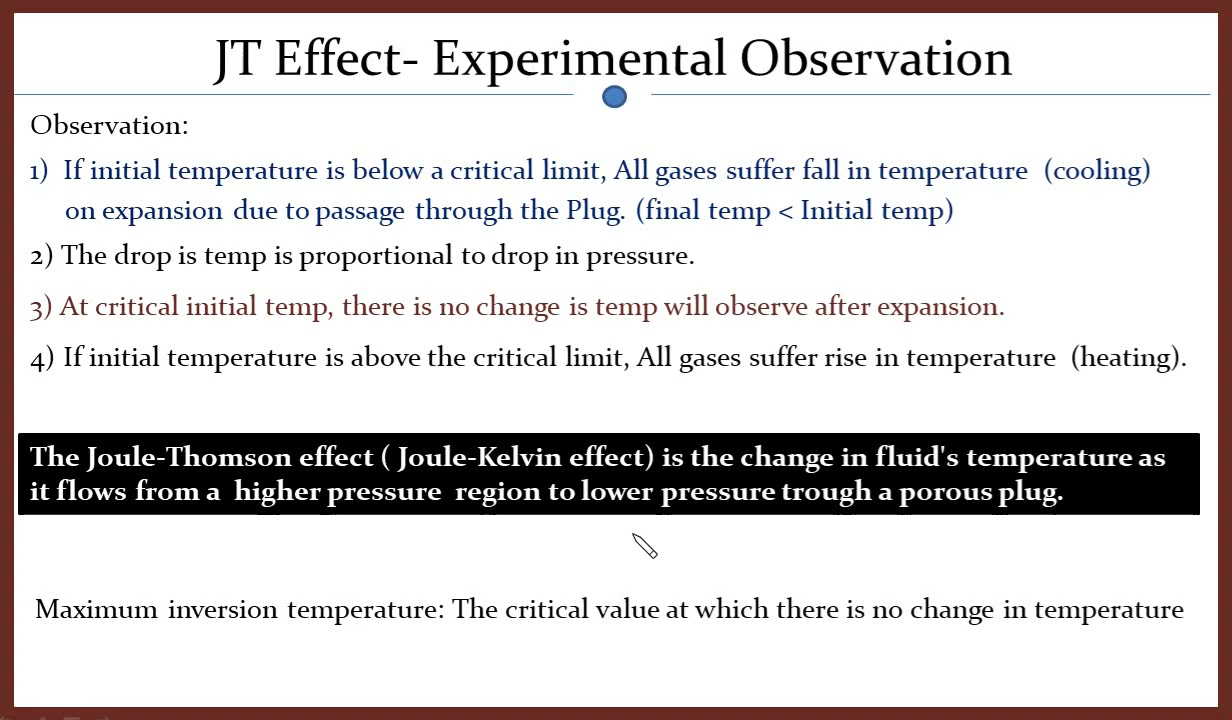 JT Effect- Experimental Observation
Observation:
1) If initial temperature is below a critical limit, All gases suffer fall in temperature (cooling)
on expansion due to passage through the Plug. (final temp < Initial temp)
2) The drop is temp is proportional to drop in pressure.
3) At critical initial temp, there is no change is temp will observe after expansion.
4) If initial temperature is above the critical limit, All gases suffer rise in temperature (heating).
The Joule-Thomson effect ( Joule-Kelvin effect) is the change in fluid's temperature as
it flows from a higher pressure region to lower pressure trough a porous plug.
Maximum inversion temperature: The critical value at which there is no change in temperature